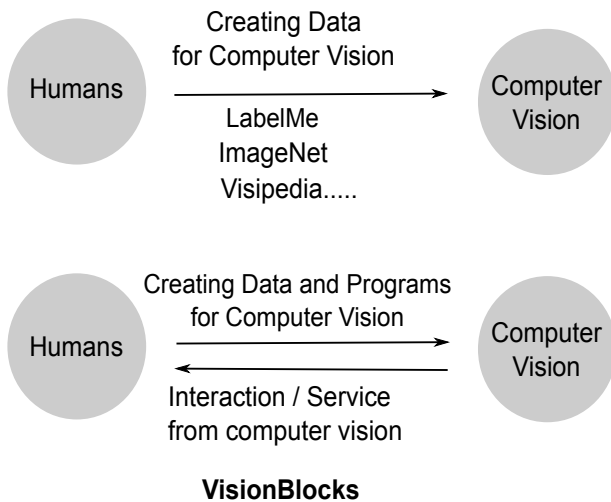 Creating Data
for Computer Vision
Humans
Computer
Vision
LabelMe
ImageNet
Visipedia.....
Creating Data and Programs
for Computer Vision
Humans
Computer
Vision
Interaction / Service
from computer vision
VisionBlocks